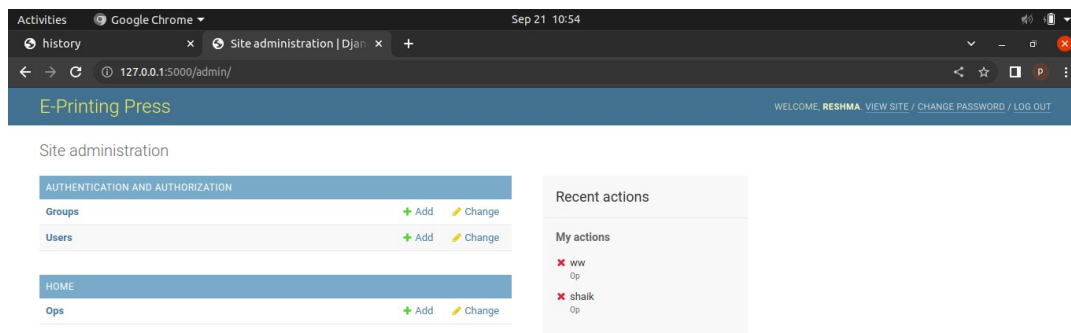 Activities Google Chrome Sep 21 10:54
history Site administration | Djan
127.0.0.1:5000/admin/ P
E-Printing Press WELCOME, RESHMA. VIEW SITE / CHANGE PASSWORD / LOG OUT
Site administration
AUTHENTICATION AND AUTHORIZATION
Groups Add Change
Users Add Change
HOME
Ops Add Change
Recent actions
My actions
ww
Op
shaik
Op